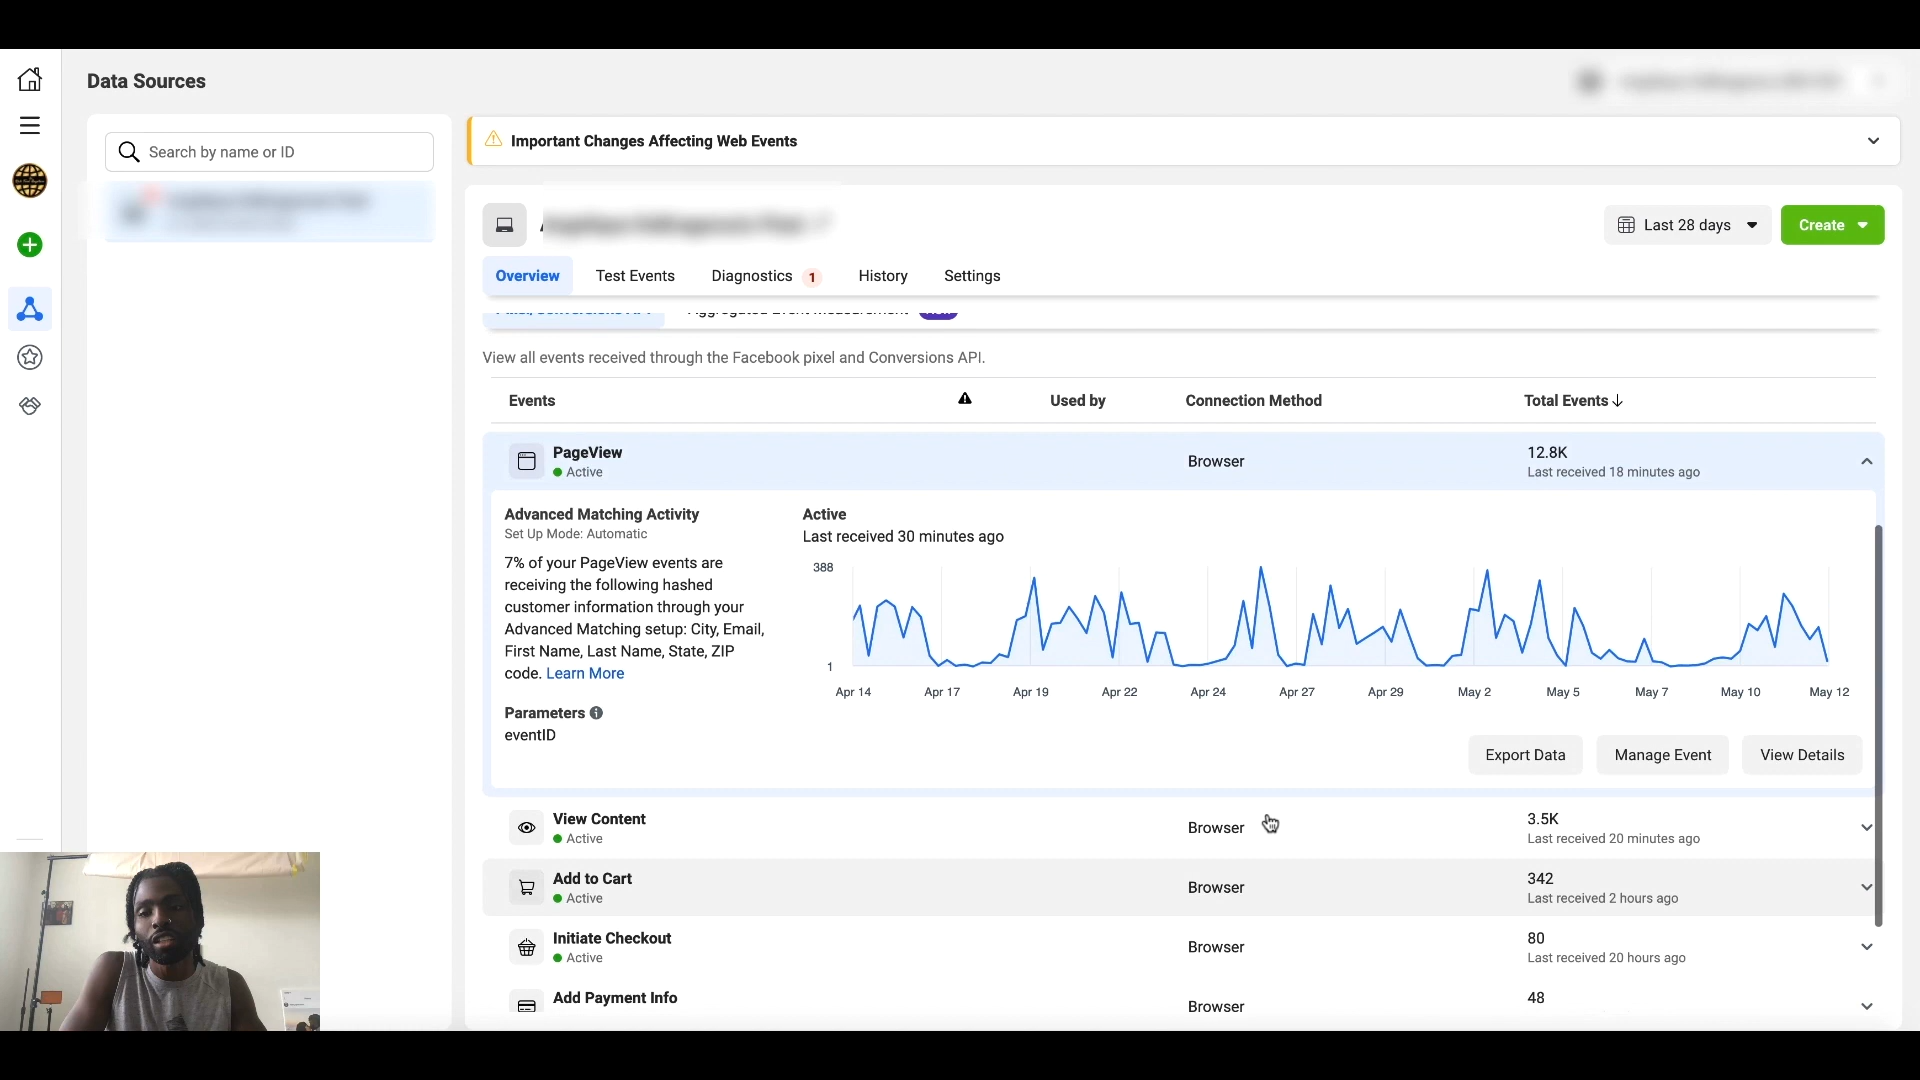 Data Sources
Search by name or ID
Important Changes Affecting Web Events
Last 28 days
Create
Overview
Test Events
Diagnostics 1
History
Settings
View all events received through the Facebook pixel and Conversions API.
Events
Used by
Connection Method
Total Events
PageView
Active
Browser
12.8K
Last received 18 minutes ago
Advanced Matching Activity
Set Up Mode: Automatic
7% of your PageView events are
receiving the following hashed
customer information through your
Advanced Matching setup: City, Email,
First Name, Last Name, State, ZIP
code. Learn More
Parameters
eventID
Active
Last received 30 minutes ago
388
1
Apr 14 Apr 17 Apr 19 Apr 22 Apr 24 Apr 27 Apr 29 May 2 May 5 May 7 May 10 May 12
Export Data
Manage Event
View Details
View Content
Active
Browser
3.5K
Last received 20 minutes ago
Add to Cart
Active
Browser
342
Last received 2 hours ago
Initiate Checkout
Active
Browser
80
Last received 20 hours ago
Add Payment Info
Browser
48